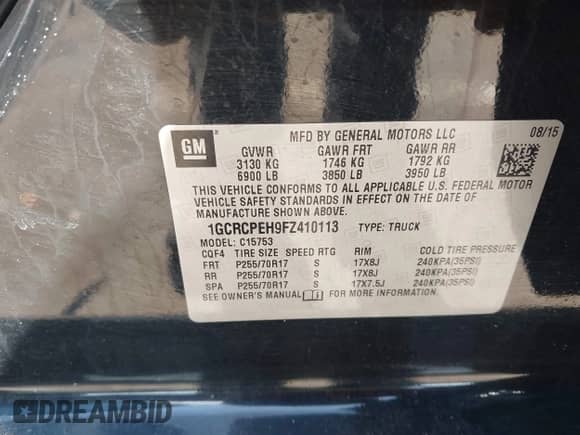 MFD BY GENERAL MOTORS LLC 08/15
GM
GVWR GAWR FRT GAWR RR
3130 KG 1746 KG 1792 KG
6900 LB 3850 LB 3950 LB
THIS VEHICLE CONFORMS TO ALL APPLICABLE U.S. FEDERAL MOTOR
VEHICLE SAFETY STANDARDS IN EFFECT ON THE DATE OF
MANUFACTURE SHOWN ABOVE.
1GCRCPEH9FZ410113 TYPE: TRUCK
MODEL: C15753
CQF4 TIRE SIZE SPEED RTG RIM COLD TIRE PRESSURE
FRT P255/70R17 S 17X8J 240KPA(35PSI)
RR P255/70R17 S 17X8J 240KPA(35PSI)
SPA P255/70R17 S 17X7.5J 240KPA(35PSI)
SEE OWNER'S MANUAL FOR MORE INFORMATION.
DREAMBID